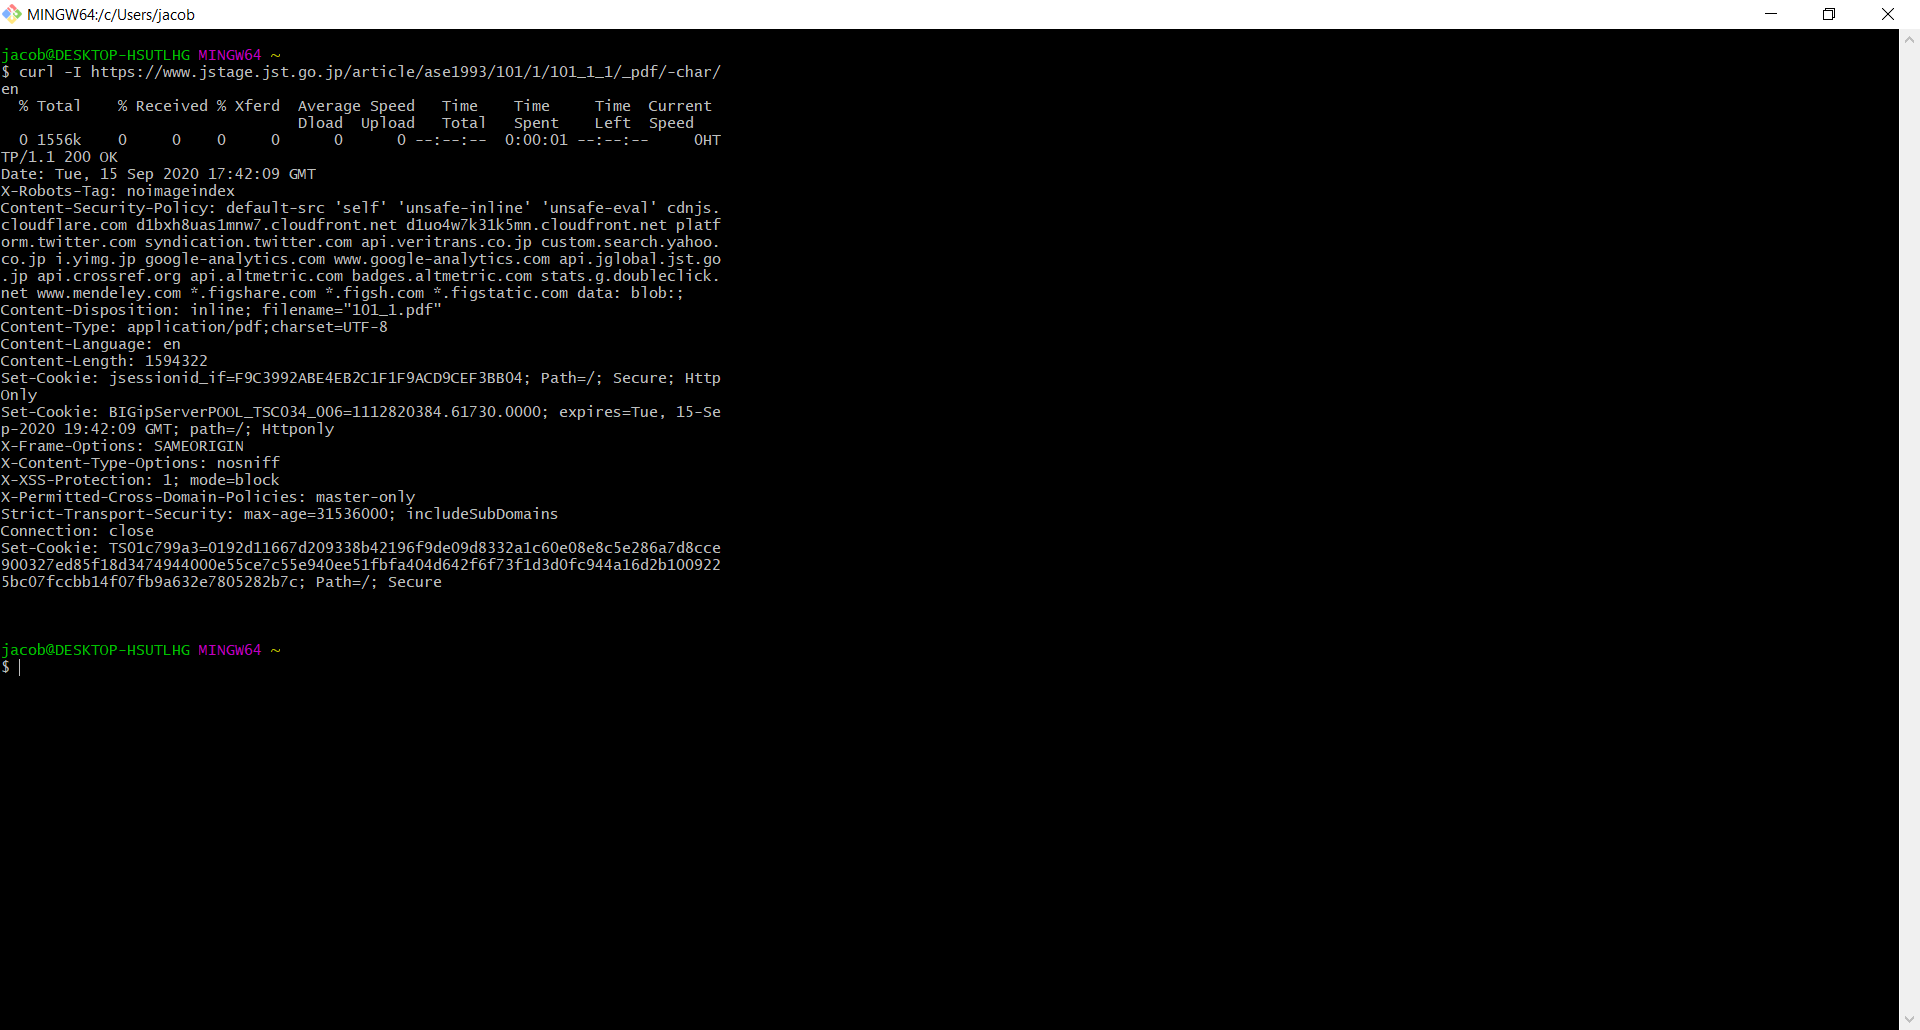 MINGW64:/c/Users/jacob
jacob@DESKTOP-HSUTLHG MINGW64 ~
$ curl -I https://www.jstage.jst.go.jp/article/ase1993/101/1/101_1_1/_pdf/-char/
en
  % Total    % Received % Xferd  Average Speed   Time    Time     Time  Current
                                 Dload  Upload   Total   Spent    Left  Speed
  0 1556k    0     0    0     0      0      0 --:--:--  0:00:01 --:--:--     0HT
TP/1.1 200 OK
Date: Tue, 15 Sep 2020 17:42:09 GMT
X-Robots-Tag: noimageindex
Content-Security-Policy: default-src 'self' 'unsafe-inline' 'unsafe-eval' cdnjs.
cloudflare.com d1bxh8uas1mnw7.cloudfront.net d1uo4w7k31k5mn.cloudfront.net platf
orm.twitter.com syndication.twitter.com api.veritrans.co.jp custom.search.yahoo.
co.jp i.yimg.jp google-analytics.com www.google-analytics.com api.jglobal.jst.go
.jp api.crossref.org api.altmetric.com badges.altmetric.com stats.g.doubleclick.
net www.mendeley.com *.figshare.com *.figsh.com *.figstatic.com data: blob:;
Content-Disposition: inline; filename="101_1.pdf"
Content-Type: application/pdf;charset=UTF-8
Content-Language: en
Content-Length: 1594322
Set-Cookie: jsessionid_if=F9C3992ABE4EB2C1F1F9ACD9CEF3BB04; Path=/; Secure; Http
Only
Set-Cookie: BIGipServerPOOL_TSC034_006=1112820384.61730.0000; expires=Tue, 15-Se
p-2020 19:42:09 GMT; path=/; Httponly
X-Frame-Options: SAMEORIGIN
X-Content-Type-Options: nosniff
X-XSS-Protection: 1; mode=block
X-Permitted-Cross-Domain-Policies: master-only
Strict-Transport-Security: max-age=31536000; includeSubDomains
Connection: close
Set-Cookie: TS01c799a3=0192d11667d209338b42196f9de09d8332a1c60e08e8c5e286a7d8cce
900327ed85f18d3474944000e55ce7c55e940ee51fbfa404d642f6f73f1d3d0fc944a16d2b100922
5bc07fccbb14f07fb9a632e7805282b7c; Path=/; Secure
jacob@DESKTOP-HSUTLHG MINGW64 ~
$